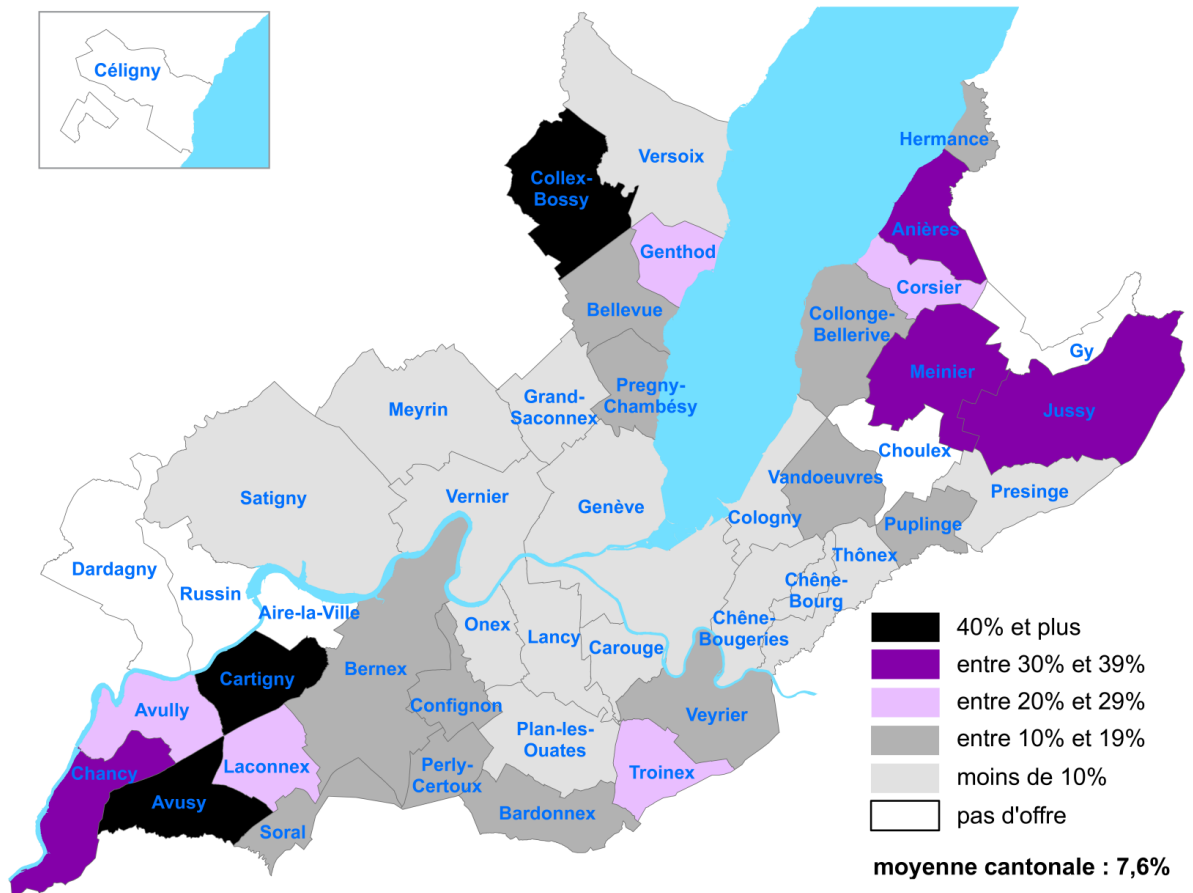 Céligny
Hermance
Versoix
Collex-
Bossy
Anières
Genthod
Corsier
Bellevue
Collonge-
Bellerive
Gy
Meinier
Pregny-
Chambésy
Grand-
Saconnex
Meyrin
Jussy
Choulex
Vandoeuvres
Presinge
Satigny
Vernier
Genève
Cologny
Puplinge
Thônex
Dardagny
Russin
Chêne-
Bourg
Aire-la-Ville
Onex
Lancy
Carouge
Chêne-
Bougeries
Bernex
Cartigny
Confignon
Avully
Veyrier
Plan-les-
Ouates
Chancy
Laconnex
Perly-
Certoux
Troinex
Avusy
Soral
Bardonnex
40% et plus
entre 30% et 39%
entre 20% et 29%
entre 10% et 19%
moins de 10%
pas d'offre
moyenne cantonale : 7,6%